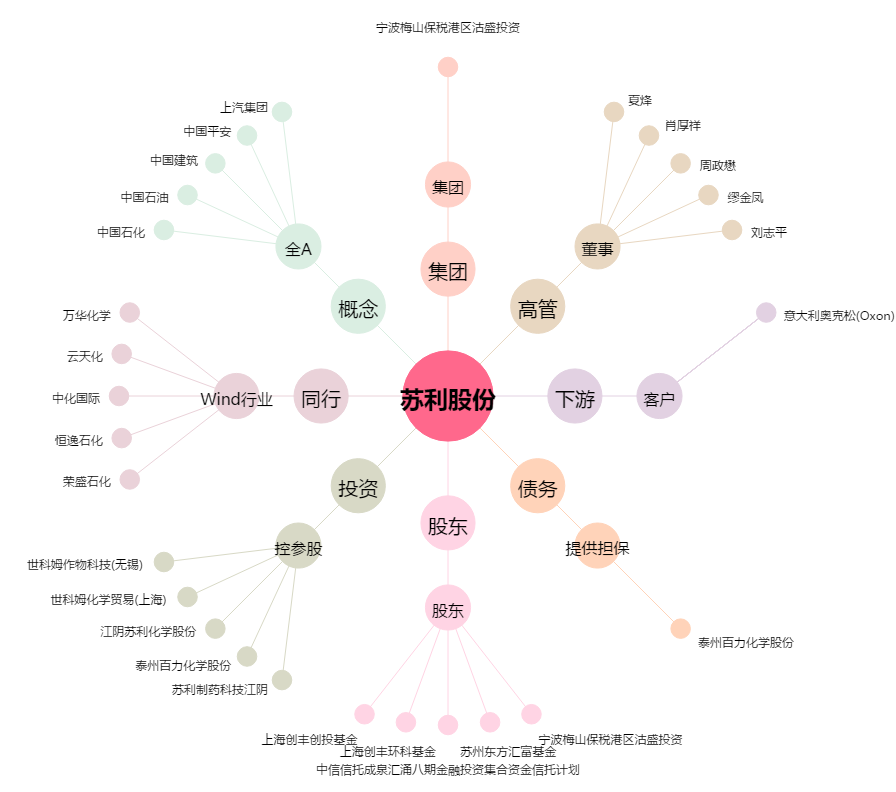 宁波梅山保税港区沽盛投资
上汽集团
夏烽
中国平安
肖厚祥
中国建筑
周政懋
中国石油
缪金凤
中国石化
刘志平
集团
全A
董事
集团
概念
高管
万华化学
意大利奥克松(Oxon)
云天化
中化国际
Wind行业
同行
苏利股份
下游
客户
恒逸石化
荣盛石化
投资
债务
股东
控参股
提供担保
世科姆作物科技(无锡)
世科姆化学贸易(上海)
股东
江阴苏利化学股份
泰州百力化学股份
泰州百力化学股份
苏利制药科技江阴
上海创丰创投基金
宁波梅山保税港区沽盛投资
上海创丰环科基金
苏州东方汇富基金
中信信托成泉汇涌八期金融投资集合资金信托计划